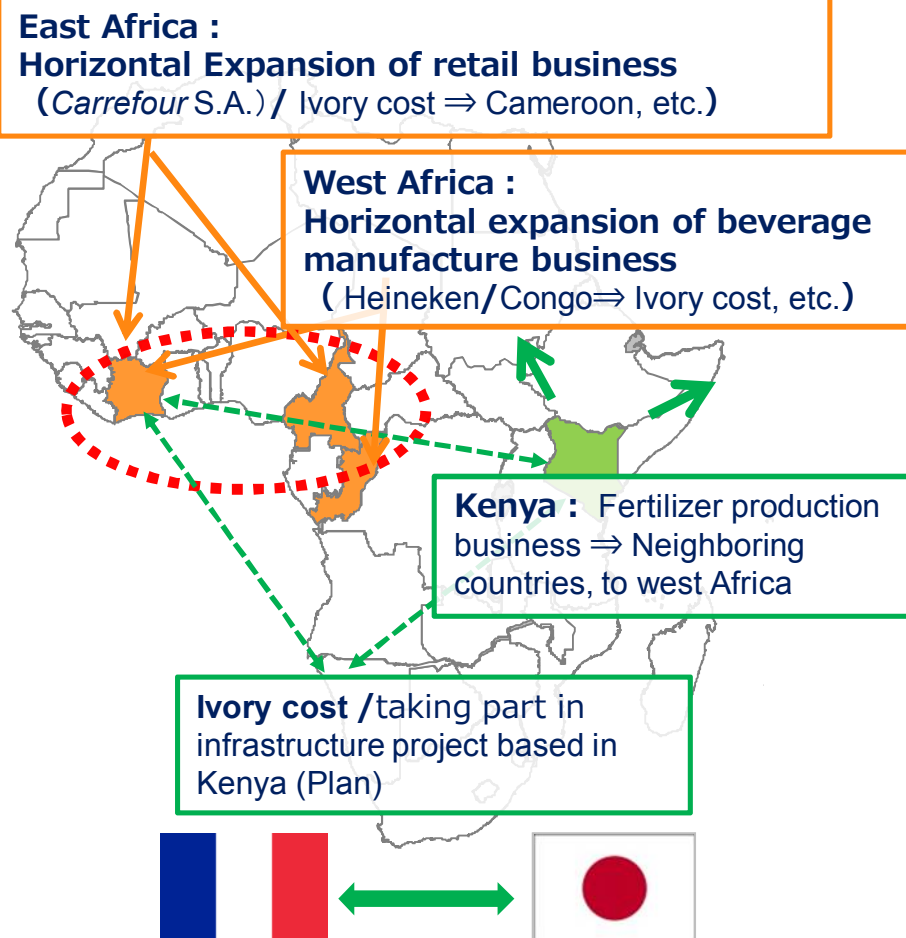 East Africa :
Horizontal Expansion of retail business
（Carrefour S.A.）/ Ivory cost ⇒ Cameroon, etc.）
West Africa :
Horizontal expansion of beverage
manufacture business
（ Heineken/Congo⇒ Ivory cost, etc.）
Kenya : Fertilizer production
business ⇒ Neighboring
countries, to west Africa
Ivory cost /taking part in
infrastructure project based in
Kenya (Plan)